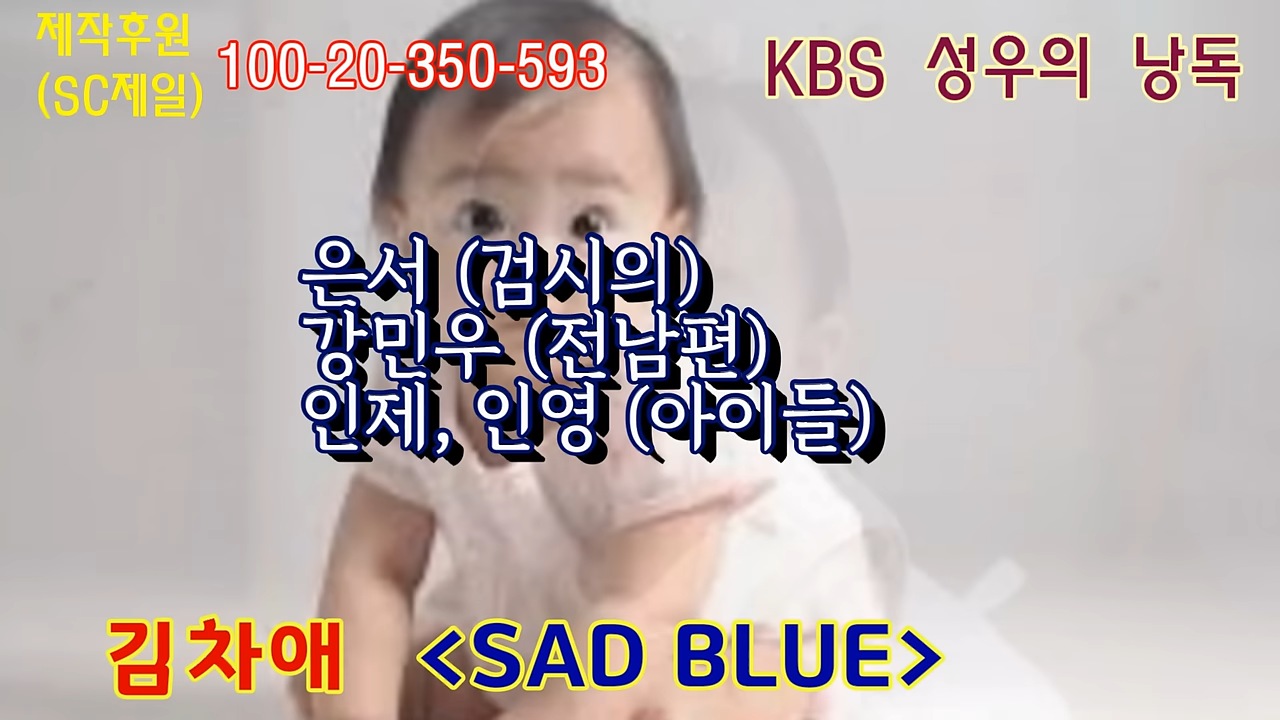 제작후원
(SC제일)
100-20-350-593
KBS 성우의 낭독
은서 (검시의)
강민우 (전남편)
인제, 인영 (아이들)
김차애 <SAD BLUE>